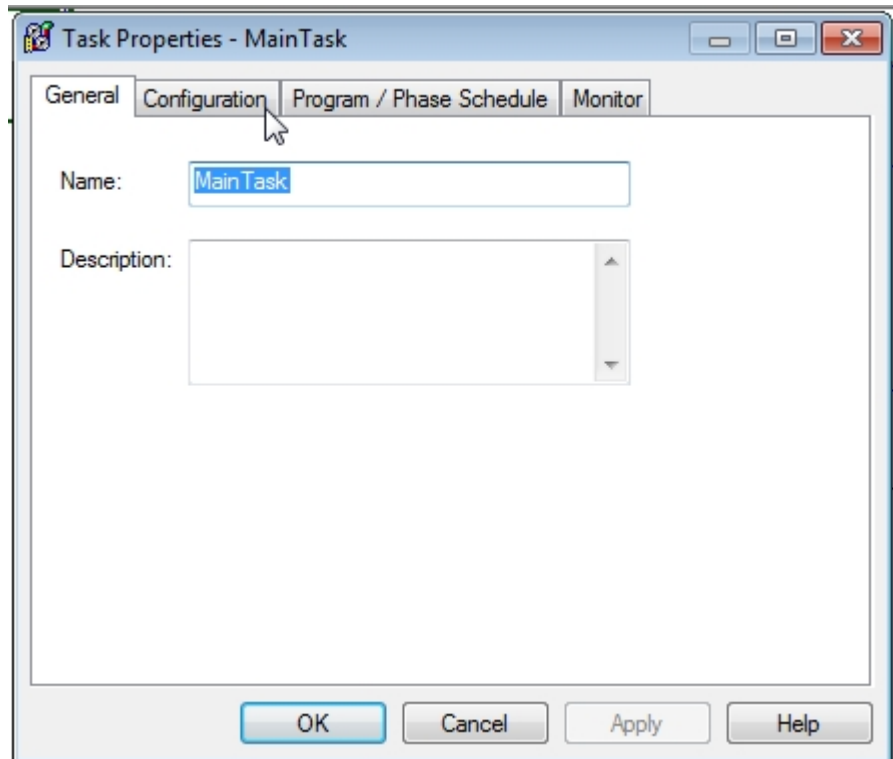 Task Properties - MainTask
General Configuration Program / Phase Schedule Monitor
Name: MainTask
Description:
OK Cancel Apply Help